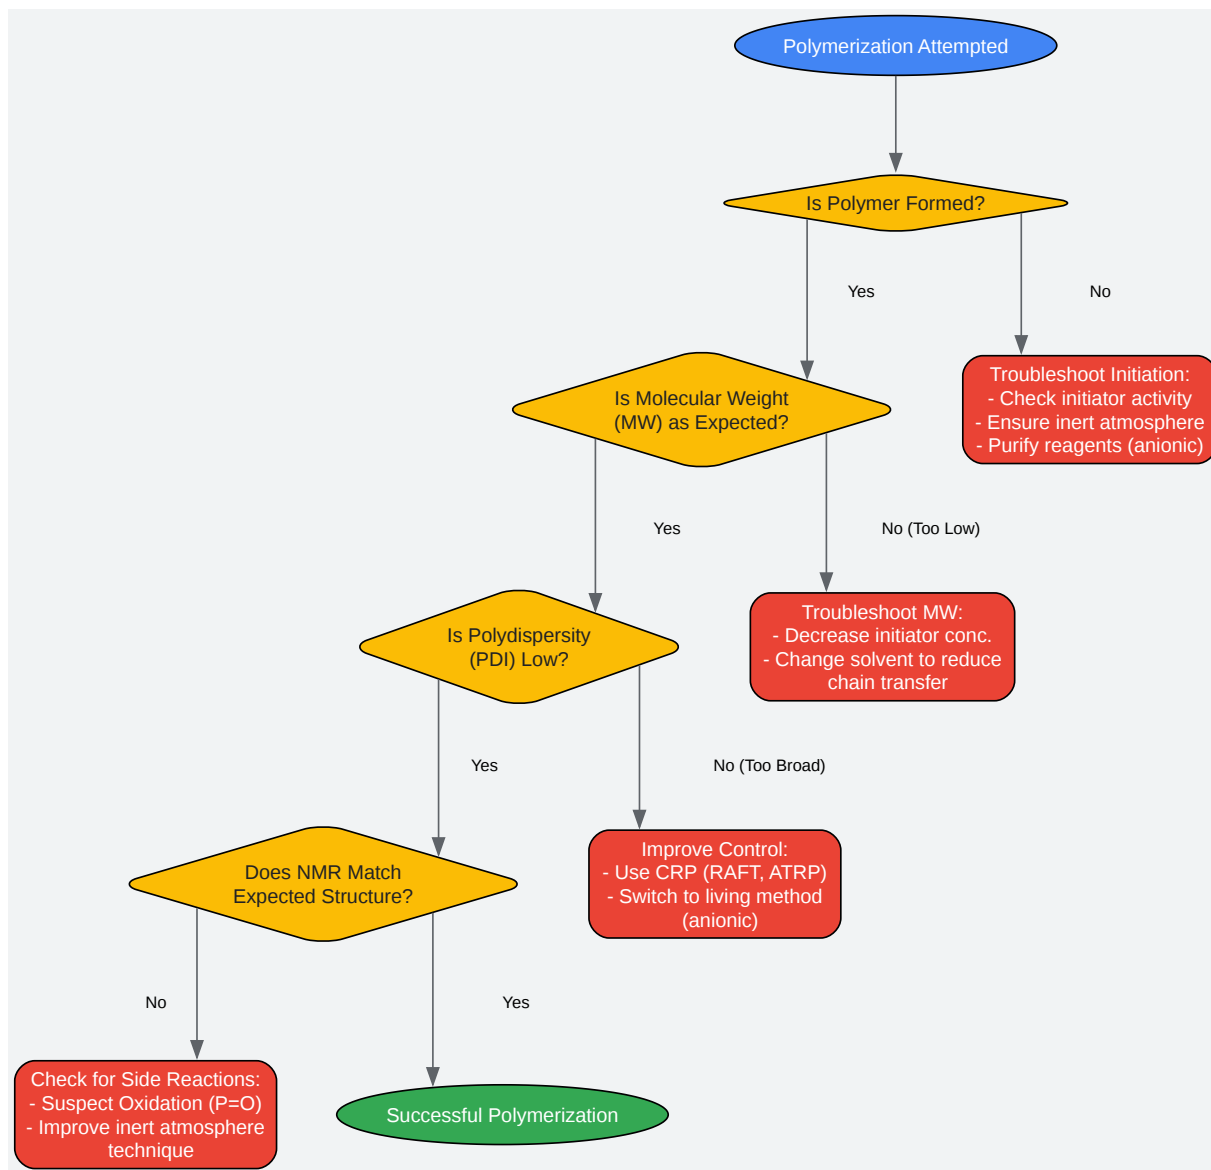 Polymerization Attempted
Is Polymer Formed?
Yes
No
Troubleshoot Initiation:
- Check initiator activity
- Ensure inert atmosphere
- Purify reagents (anionic)
Is Molecular Weight
(MW) as Expected?
Yes
No (Too Low)
Troubleshoot MW:
- Decrease initiator conc.
- Change solvent to reduce
chain transfer
Is Polydispersity
(PDI) Low?
Yes
No (Too Broad)
Improve Control:
- Use CRP (RAFT, ATRP)
- Switch to living method
(anionic)
Does NMR Match
Expected Structure?
No
Yes
Check for Side Reactions:
- Suspect Oxidation (P=O)
- Improve inert atmosphere
technique
Successful Polymerization